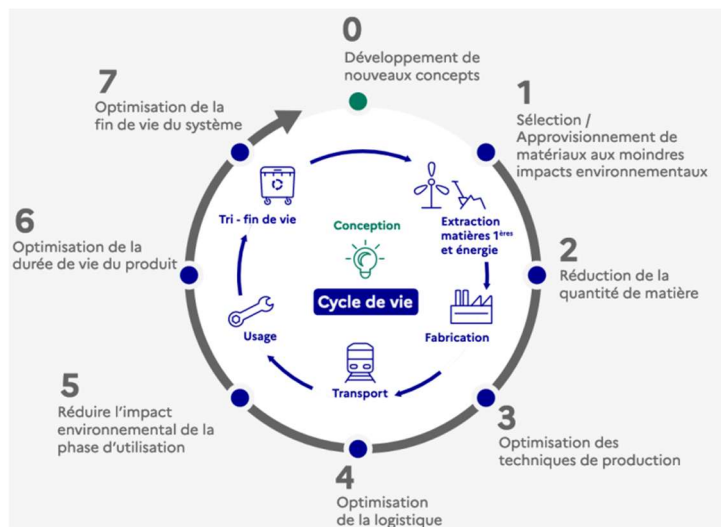 0
Développement de
nouveaux concepts
1
Sélection /
Approvisionnement de
matériaux aux moindres
impacts environnementaux
2
Réduction de la
quantité de matière
3
Optimisation des
techniques de production
4
Optimisation
de la logistique
5
Réduire l'impact
environnemental de la
phase d'utilisation
6
Optimisation de la
durée de vie du produit
7
Optimisation de la
fin de vie du système
Conception
Cycle de vie
Extraction
matières 1ères
et énergie
Fabrication
Transport
Usage
Tri - fin de vie